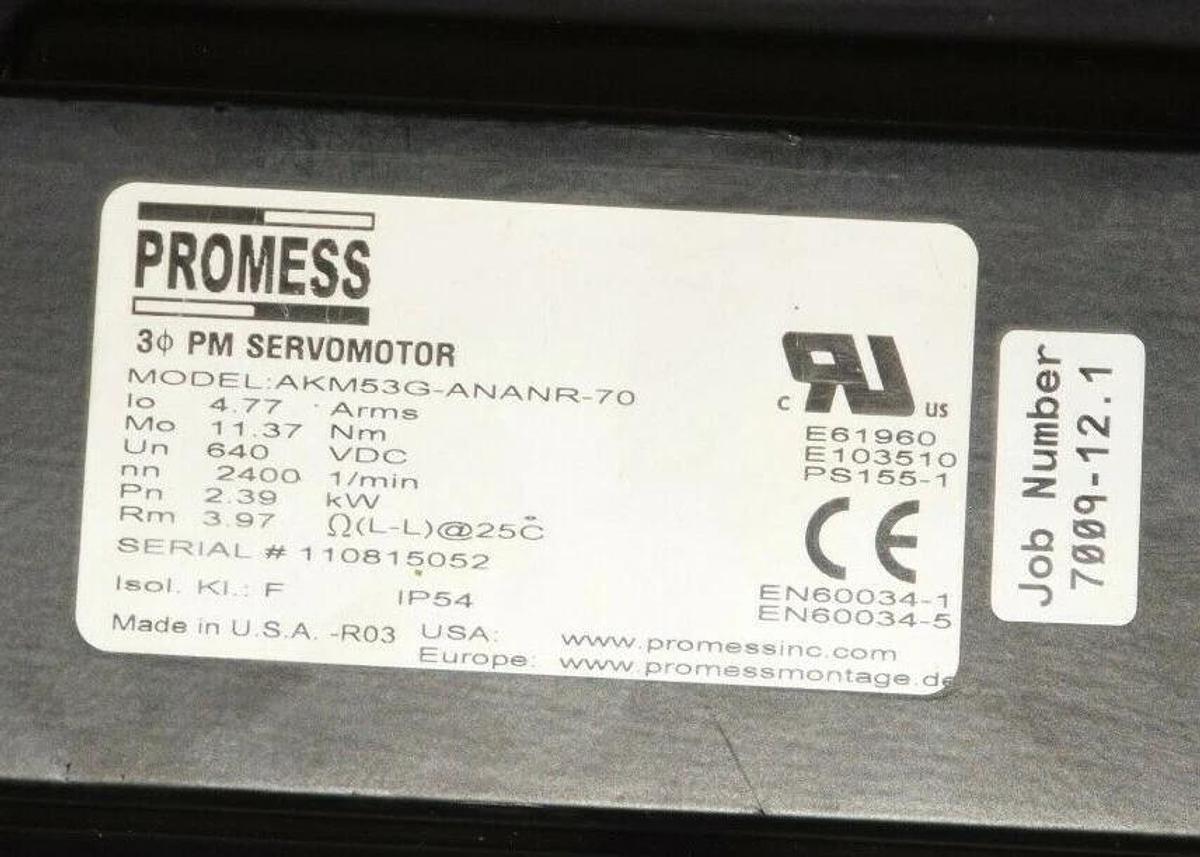 PROMESS
3ϕ PM SERVOMOTOR
MODEL:AKM53G-ANANR-70
Io 4.77 Arms
Mo 11.37 Nm
Un 640 VDC
nn 2400 1/min
Pn 2.39 kW
Rm 3.97 Ω(L-L)@25°C
SERIAL # 110815052
Isol. Kl.: F IP54
Made in U.S.A. -R03
USA: www.promessinc.com
Europe: www.promessmontage.de
c RU us
E61960
E103510
PS155-1
CE
EN60034-1
EN60034-5
Job Number
7009-12.1